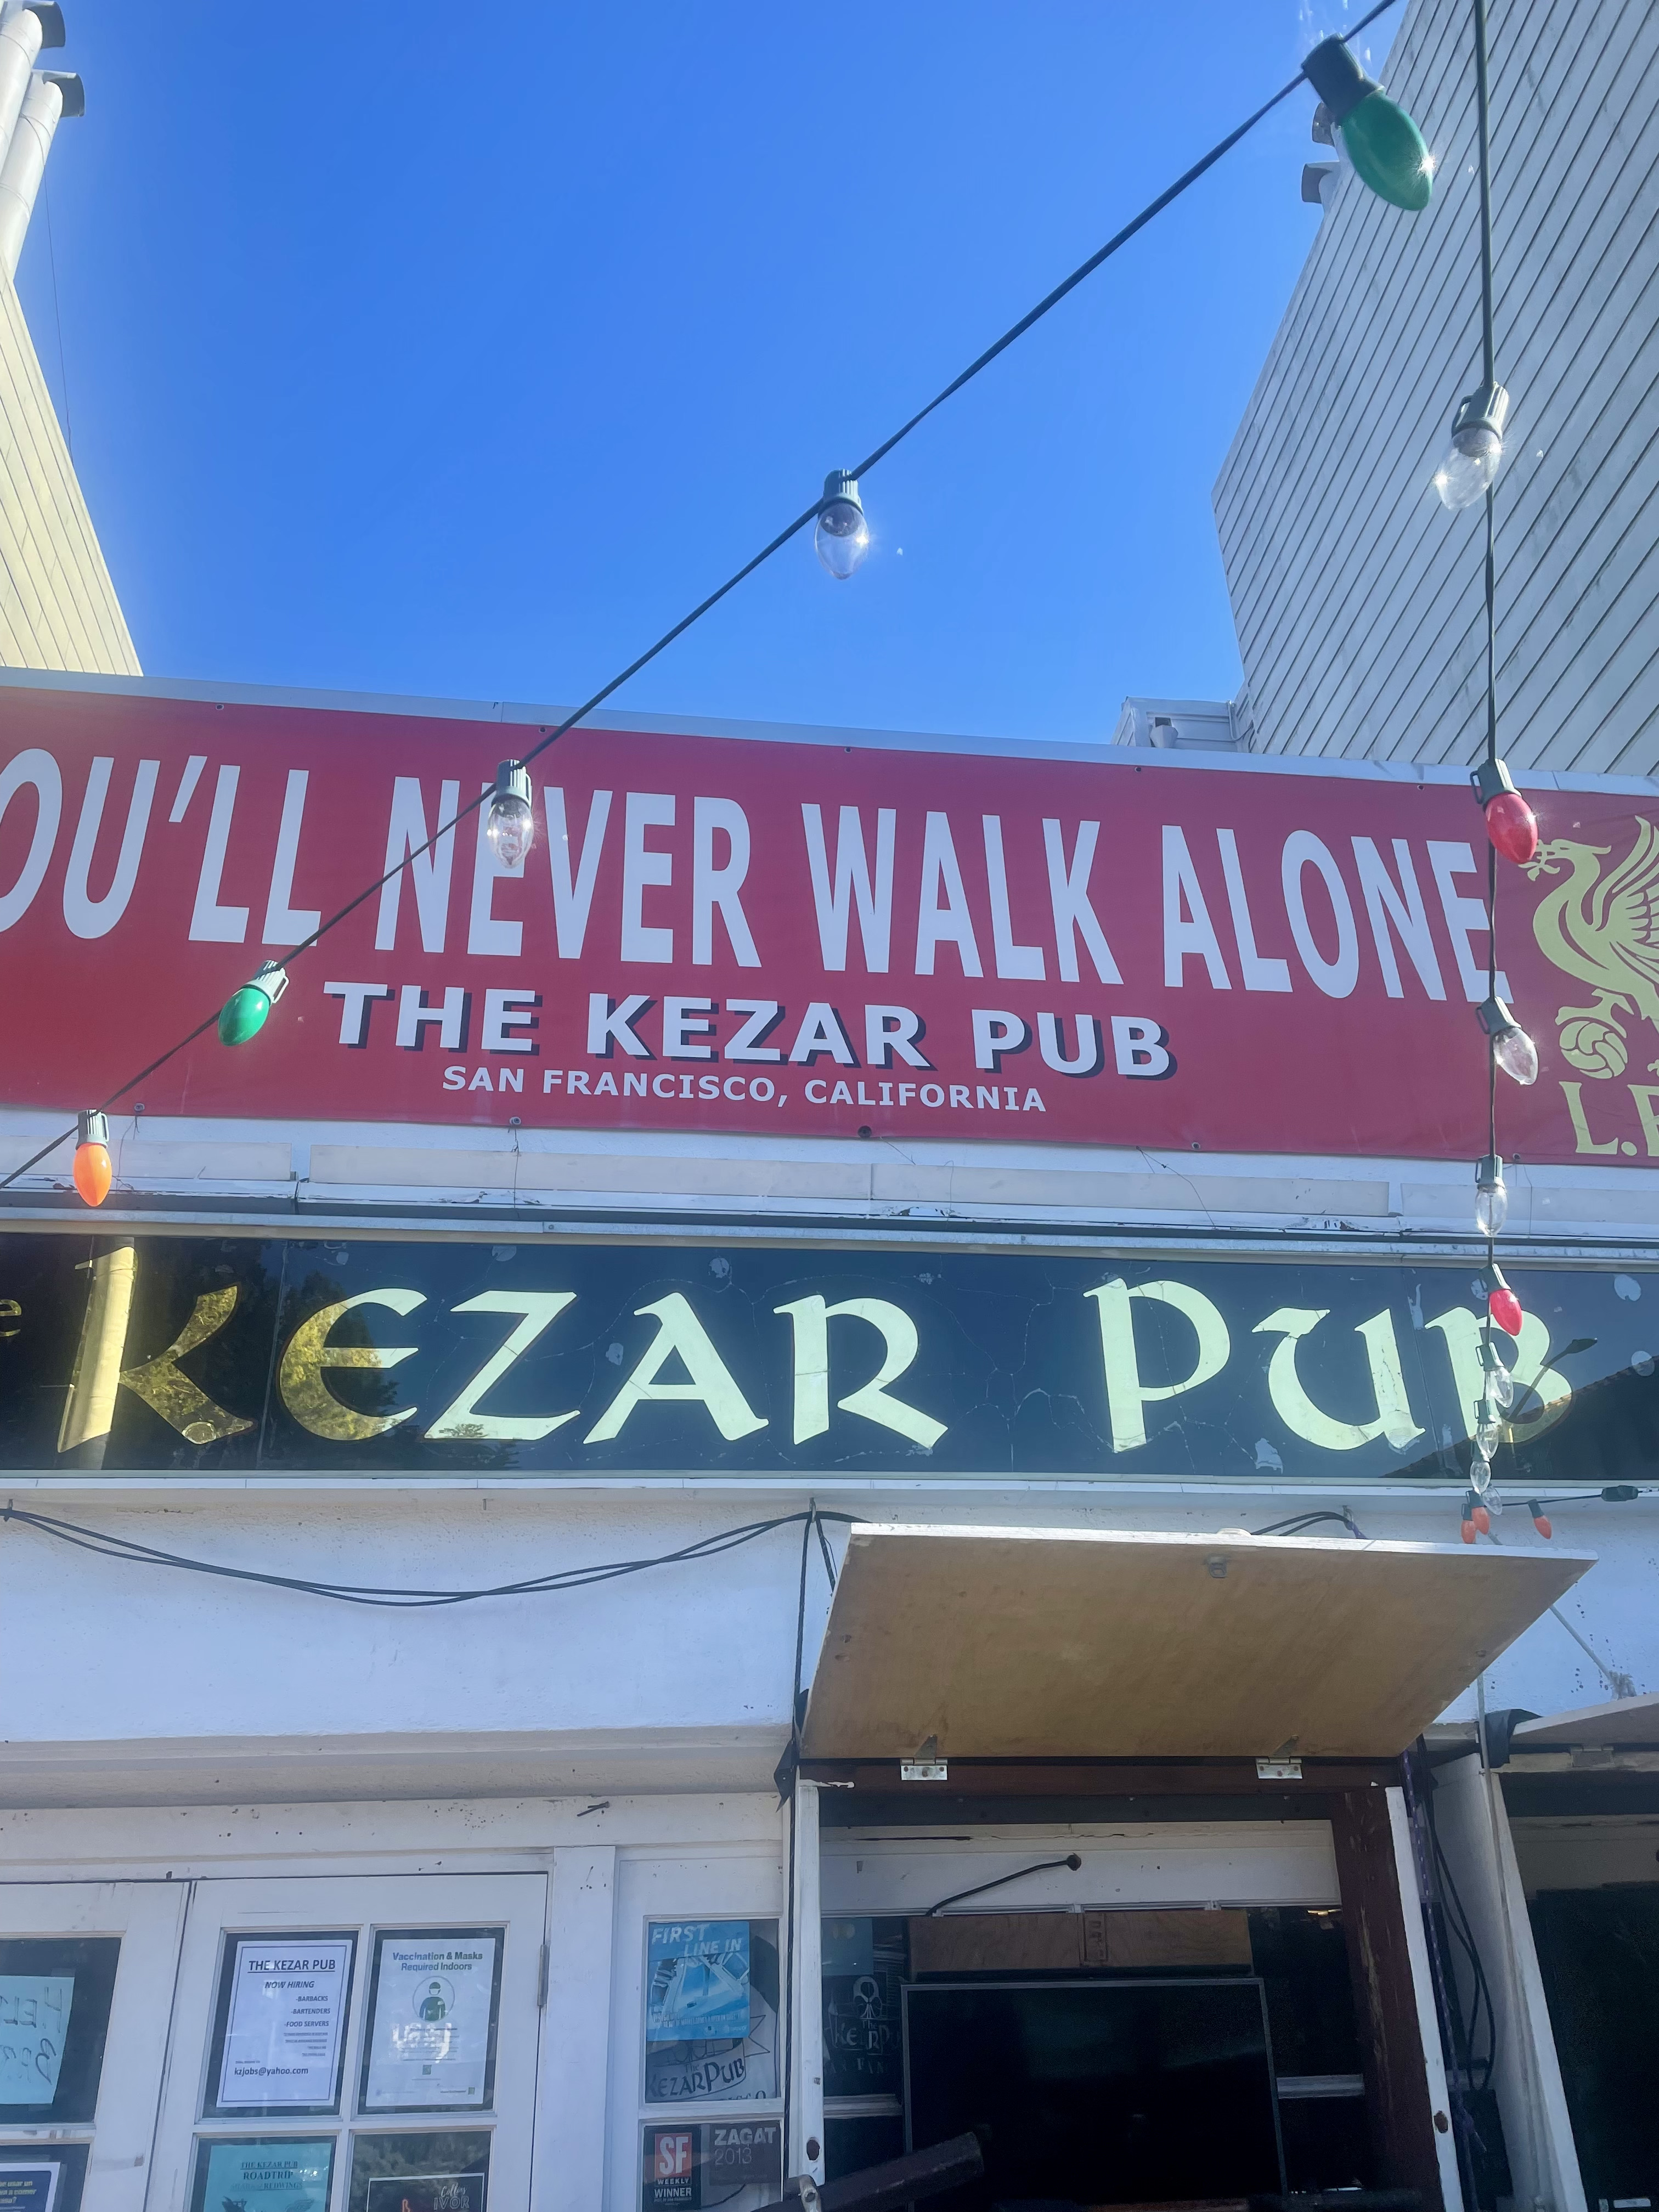 OU'LL NEVER WALK ALONE
THE KEZAR PUB
SAN FRANCISCO, CALIFORNIA
L.F
e KEZAR PUB
THE KEZAR PUB
NOW HIRING
-BARBACKS
-BARTENDERS
-FOOD SERVERS
kzjobs@yahoo.com
Vaccination & Masks
Required Indoors
FIRST
LINE IN
KEZAR PUB
SF
WEEKLY
WINNER
ZAGAT
2013
THE KEZAR PUB
ROADTRIP